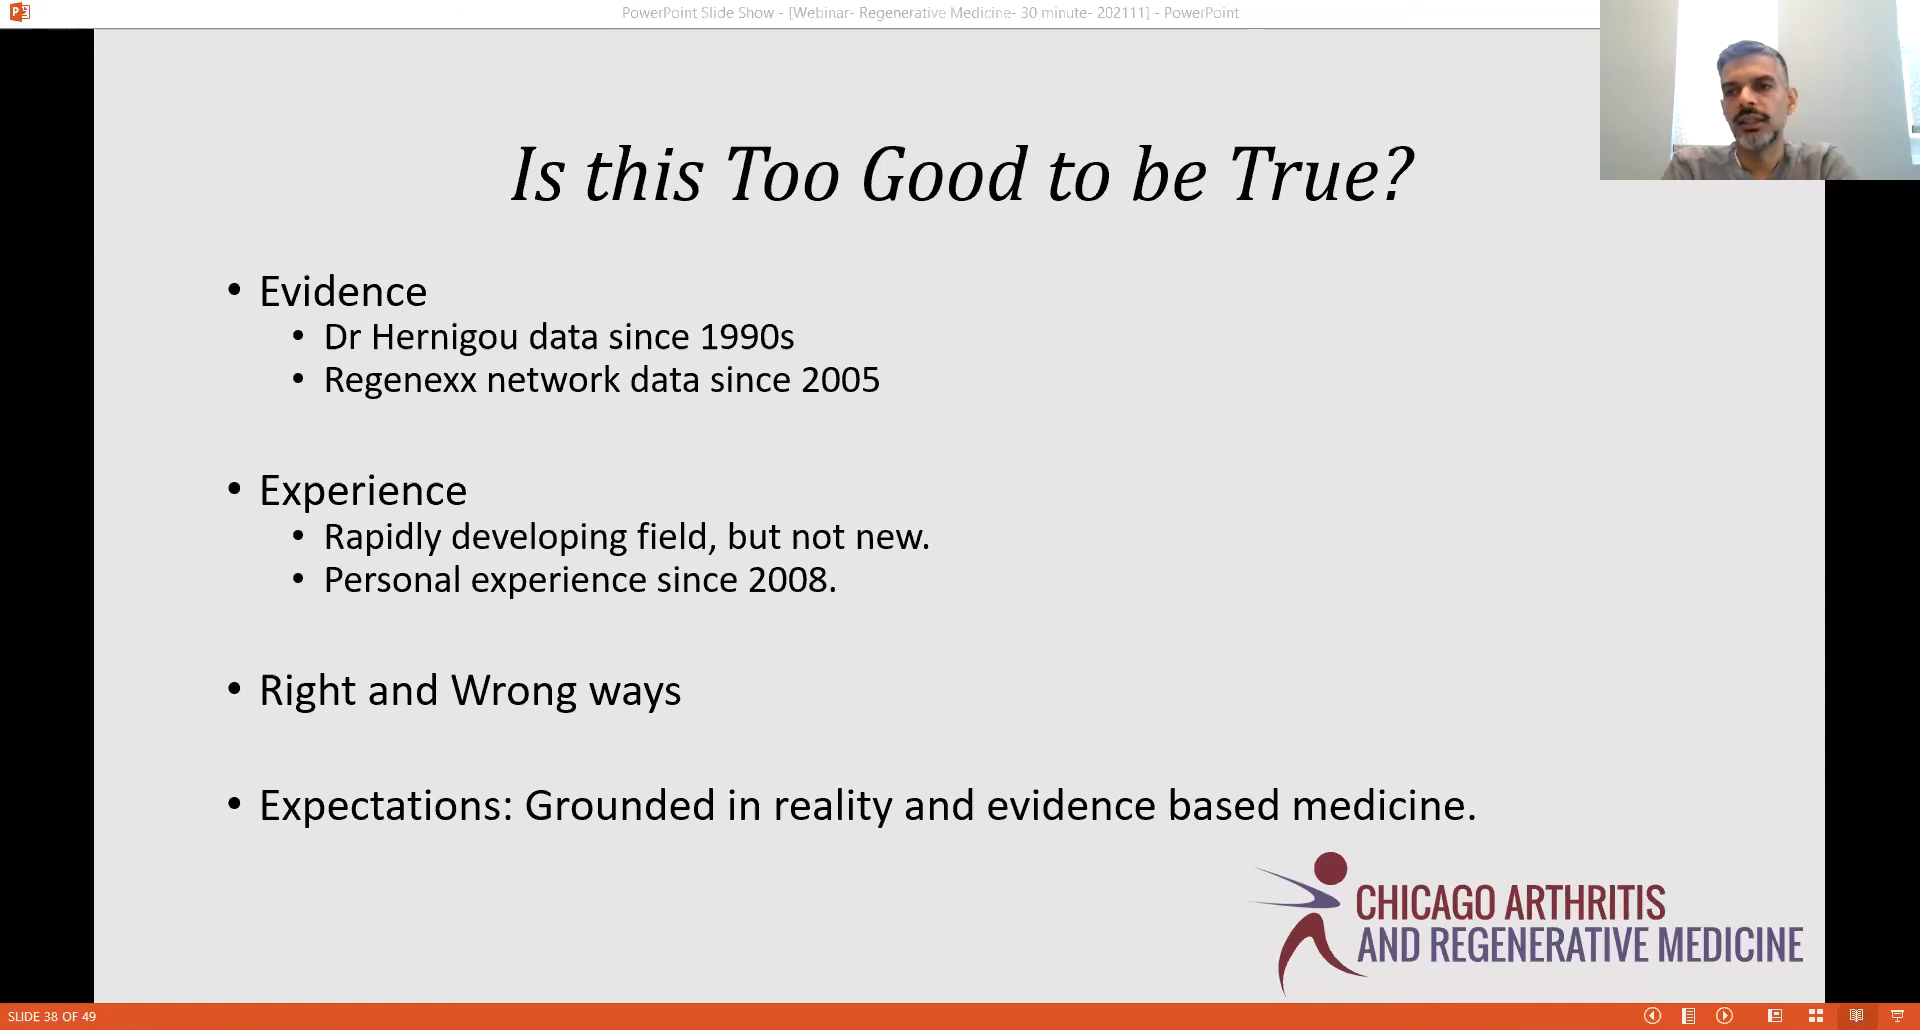 PowerPoint Slide Show - [Webinar- Regenerative Medicine- 30 minute- 202111] - PowerPoint
Is this Too Good to be True?
• Evidence
• Dr Hernigou data since 1990s
• Regenexx network data since 2005
• Experience
• Rapidly developing field, but not new.
• Personal experience since 2008.
• Right and Wrong ways
• Expectations: Grounded in reality and evidence based medicine.
CHICAGO ARTHRITIS
AND REGENERATIVE MEDICINE
SLIDE 38 OF 49